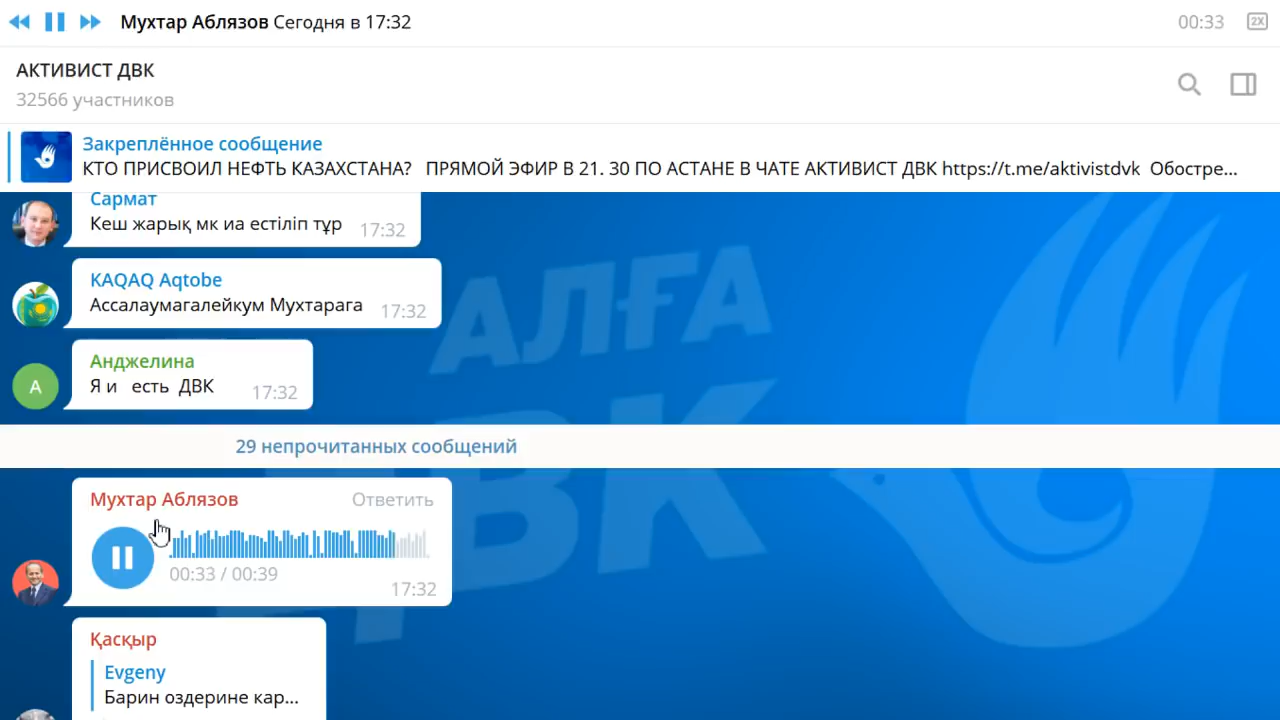 Мухтар Аблязов Сегодня в 17:32
00:33
2X
АКТИВИСТ ДВК
32566 участников
Закреплённое сообщение
КТО ПРИСВОИЛ НЕФТЬ КАЗАХСТАНА? ПРЯМОЙ ЭФИР В 21. 30 ПО АСТАНЕ В ЧАТЕ АКТИВИСТ ДВК https://t.me/aktivistdvk Обостре...
Сармат
Кеш жарық мк иа естіліп тұр 17:32
KAQAQ Aqtobe
Ассалаумагалейкум Мухтарага 17:32
Анджелина
А
Я и есть ДВК 17:32
29 непрочитанных сообщений
Мухтар Аблязов Ответить
00:33 / 00:39
17:32
Қасқыр
Evgeny
Барин оздерине кар...
АЛҒА
ДВК